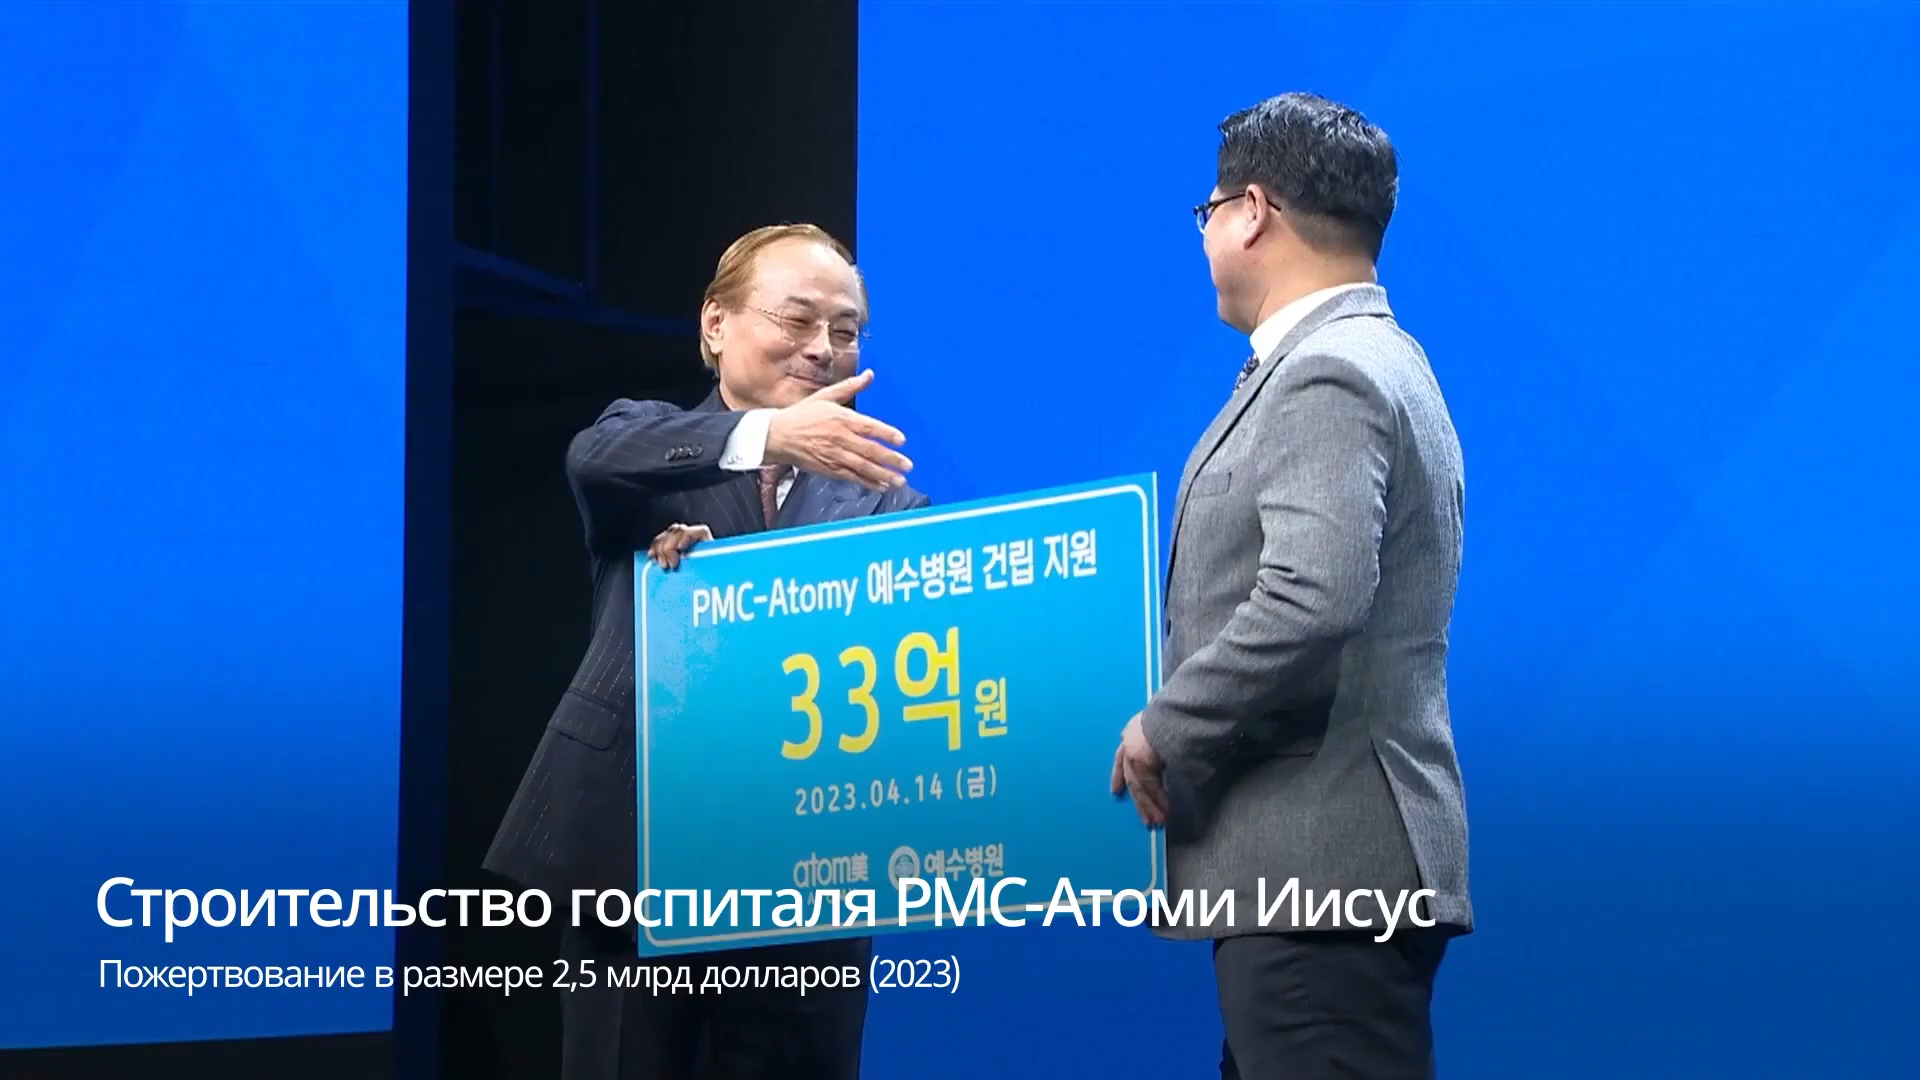 PMC-Atomy 예수병원 건립 지원
33억 원
2023.04.14 (금)
atom美 예수병원
Строительство госпиталя PMC-Атоми Иисус
Пожертвование в размере 2,5 млрд долларов (2023)